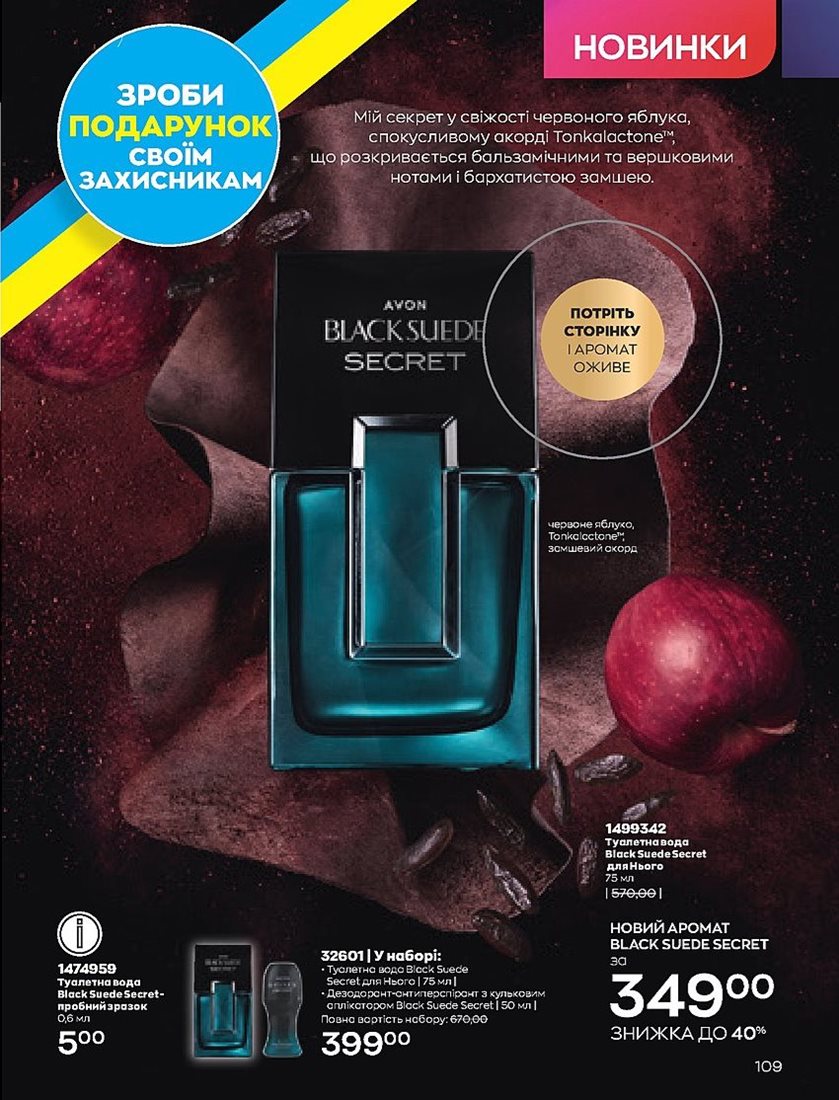 НОВИНКИ
ЗРОБИ
ПОДАРУНОК
СВОЇМ
ЗАХИСНИКАМ
Мій секрет у свіжості червоного яблука,
спокусливому акорді Tonkalactone™,
що розкривається бальзамічними та вершковими
нотами і бархатистою замшею.
AVON
BLACK SUEDE
SECRET
ПОТРІТЬ
СТОРІНКУ
І АРОМАТ
ОЖИВЕ
червоне яблуко,
Tonkalactone™,
замшевий акорд
1499342
Туалетна вода
Black Suede Secret
для Нього
75 мл
| 570,00 |
НОВИЙ АРОМАТ
BLACK SUEDE SECRET
за
349⁰⁰
ЗНИЖКА ДО 40%
i
1474959
Туалетна вода
Black Suede Secret-
пробний зразок
0,6 мл
5⁰⁰
32601 | У наборі:
• Туалетна вода Black Suede
Secret для Нього | 75 мл |
• Дезодорант-антиперспірант з кульковим
аплікатором Black Suede Secret | 50 мл |
Повна вартість набору: 670,00
399⁰⁰
109